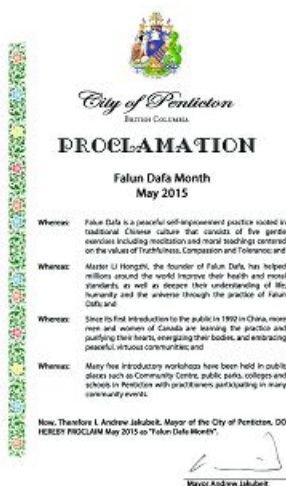 City of Penticton
BRITISH COLUMBIA
PROCLAMATION
Falun Dafa Month
May 2015
Whereas: Falun Dafa is a peaceful self-improvement practice rooted in
traditional Chinese culture that consists of five gentle
exercises including meditation and moral teachings centered
on the values of Truthfulness, Compassion and Tolerance; and
Whereas: Master Li Hongzhi, the founder of Falun Dafa, has helped
millions around the world improve their health and moral
standards, as well as deepen their understanding of life,
humanity and the universe through the practice of Falun
Dafa; and
Whereas: Since its first introduction to the public in 1992 in China, more
men and women of Canada are learning the practice and
purifying their hearts, energizing their bodies, and embracing
peaceful, virtuous communities; and
Whereas: Many free introductory workshops have been held in public
places such as Community Centre, public parks, colleges and
schools in Penticton with practitioners participating in many
community events.
Now, Therefore I, Andrew Jakubeit, Mayor of the City of Penticton, DO
HEREBY PROCLAIM May 2015 as "Falun Dafa Month".
Mayor Andrew Jakubeit